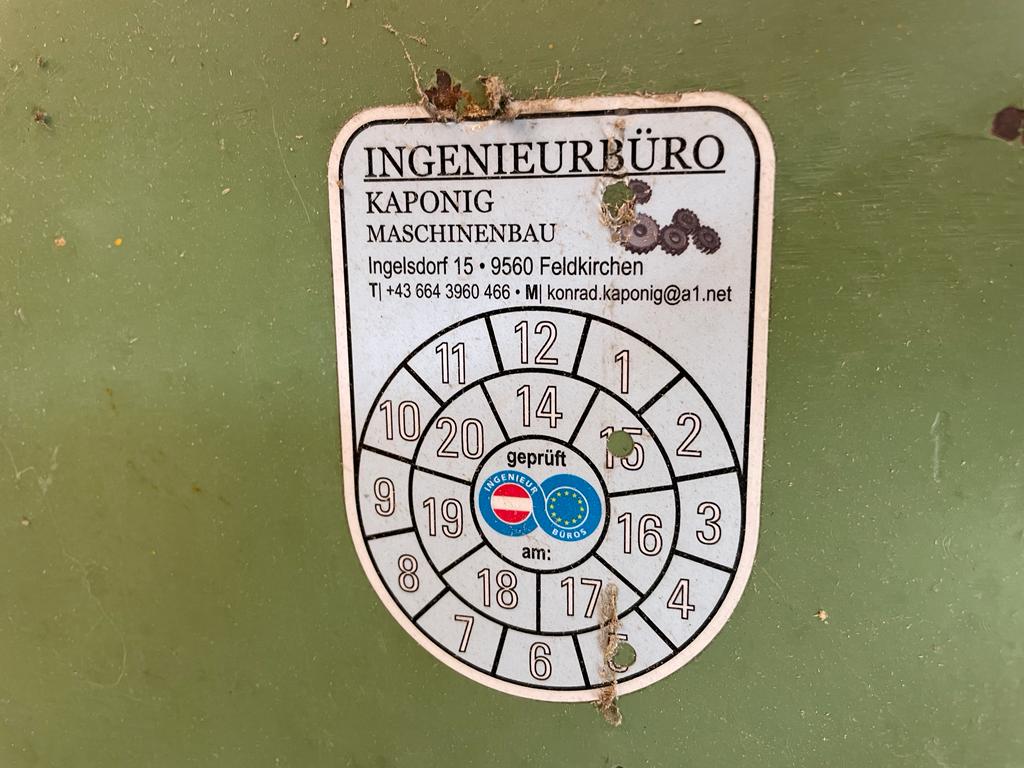 INGENIEURBÜRO
KAPONIG
MASCHINENBAU
Ingelsdorf 15 • 9560 Feldkirchen
T| +43 664 3960 466 • M| konrad.kaponig@a1.net
12
1
2
3
4
5
6
7
8
9
10
11
14
15
16
17
18
19
20
geprüft
INGENIEUR
BÜROS
am: